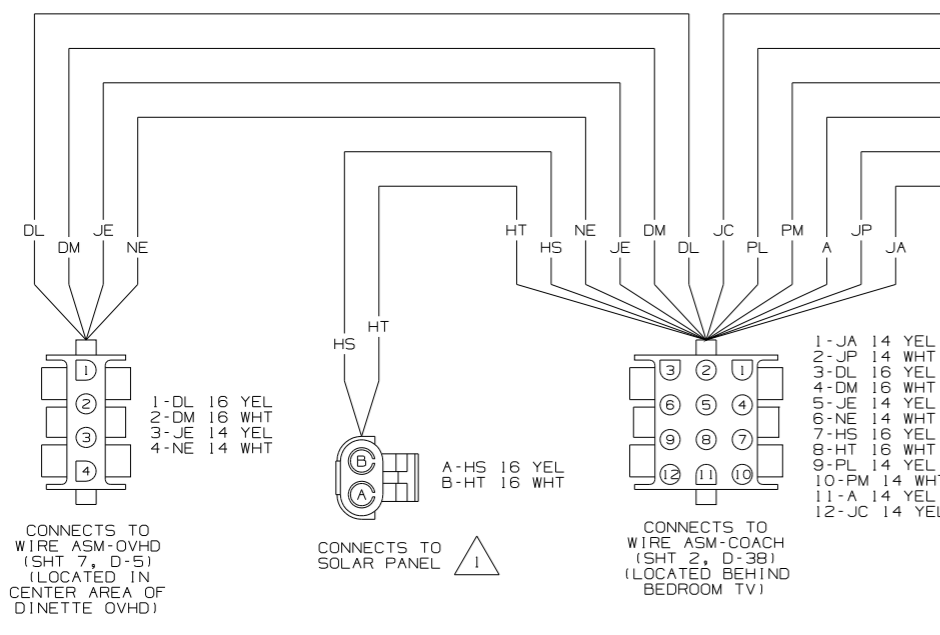 DL
DM
JE
NE
HT
HS
NE
JE
DM
DL
JC
PL
PM
A
JP
JA
HS
HT
1
2
3
4
1-DL 16 YEL
2-DM 16 WHT
3-JE 14 YEL
4-NE 14 WHT
CONNECTS TO
WIRE ASM-OVHD
(SHT 7, D-5)
(LOCATED IN
CENTER AREA OF
DINETTE OVHD)
B
A
A-HS 16 YEL
B-HT 16 WHT
CONNECTS TO
SOLAR PANEL
1
3 2 1
6 5 4
9 8 7
12 11 10
1-JA 14 YEL
2-JP 14 WHT
3-DL 16 YEL
4-DM 16 WHT
5-JE 14 YEL
6-NE 14 WHT
7-HS 16 YEL
8-HT 16 WHT
9-PL 14 YEL
10-PM 14 WHT
11-A 14 YEL
12-JC 14 YEL
CONNECTS TO
WIRE ASM-COACH
(SHT 2, D-38)
(LOCATED BEHIND
BEDROOM TV)